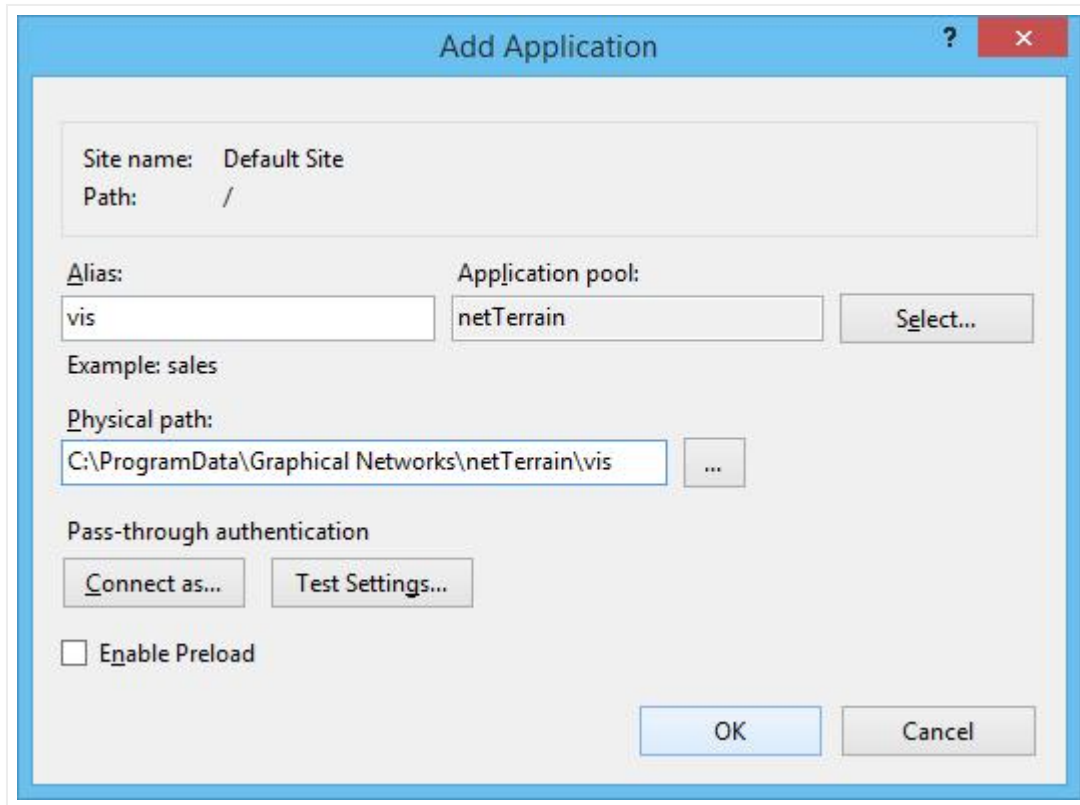 Add Application
? ×
Site name: Default Site
Path: /
Alias: Application pool:
vis netTerrain Select...
Example: sales
Physical path:
C:\ProgramData\Graphical Networks\netTerrain\vis ...
Pass-through authentication
Connect as... Test Settings...
Enable Preload
OK Cancel